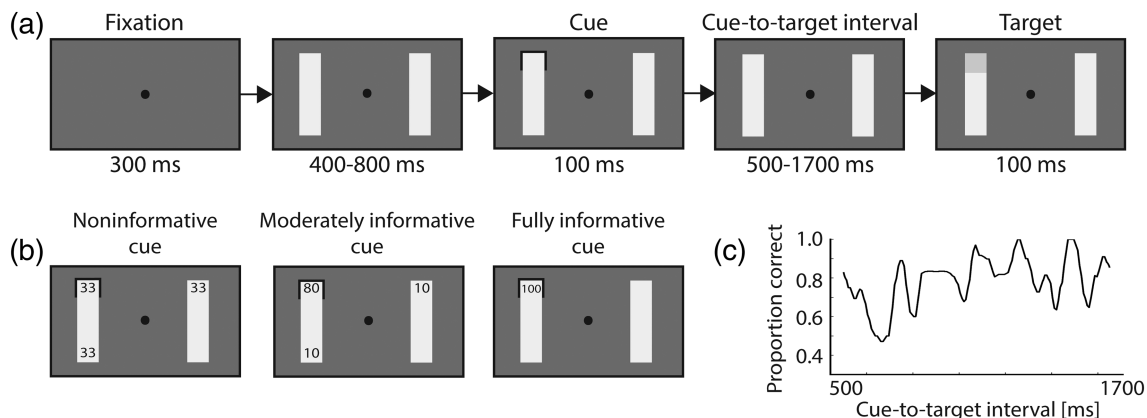 (a)
Fixation
Cue
Cue-to-target interval
Target
300 ms
400-800 ms
100 ms
500-1700 ms
100 ms
(b)
Noninformative
cue
Moderately informative
cue
Fully informative
cue
33
33
33
80
10
10
100
(c)
Proportion correct
1.0
0.8
0.6
0.4
500
1700
Cue-to-target interval [ms]